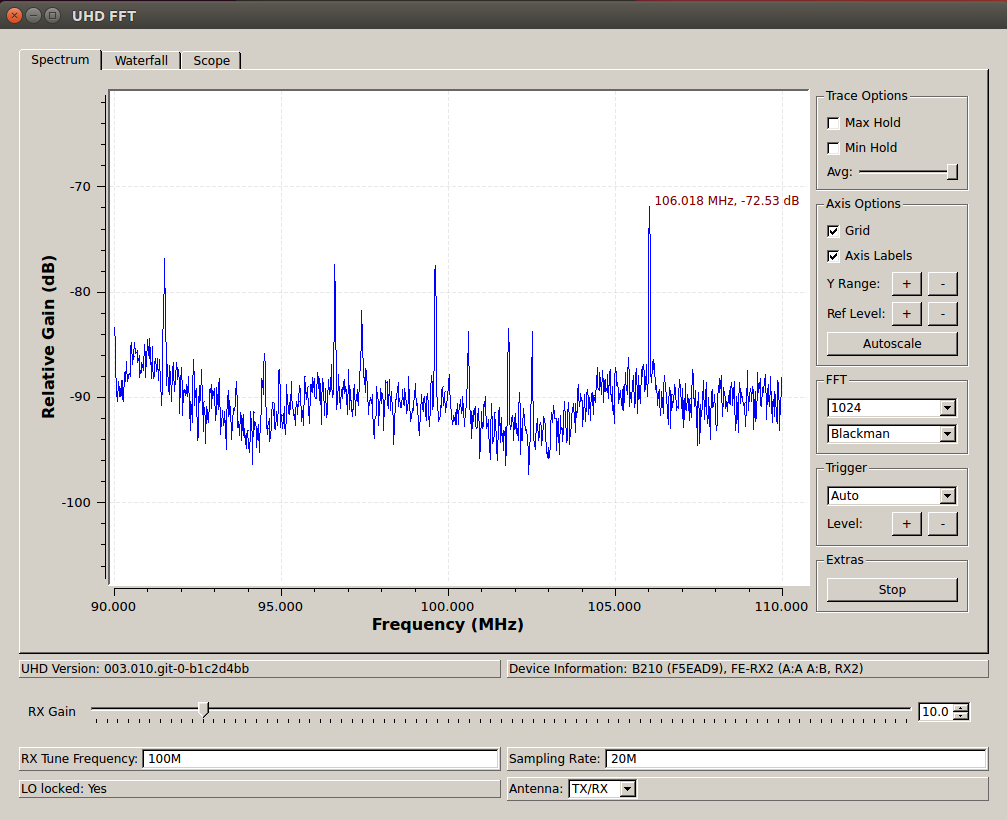 UHD FFT
Spectrum Waterfall Scope
Trace Options
Max Hold
Min Hold
Avg:
Axis Options
Grid
Axis Labels
Y Range: + -
Ref Level: + -
Autoscale
FFT
1024
Blackman
Trigger
Auto
Level: + -
Extras
Stop
106.018 MHz, -72.53 dB
Relative Gain (dB)
-70
-80
-90
-100
90.000 95.000 100.000 105.000 110.000
Frequency (MHz)
UHD Version: 003.010.git-0-b1c2d4bb
Device Information: B210 (F5EAD9), FE-RX2 (A:A A:B, RX2)
RX Gain 10.0
RX Tune Frequency: 100M
Sampling Rate: 20M
LO locked: Yes
Antenna: TX/RX